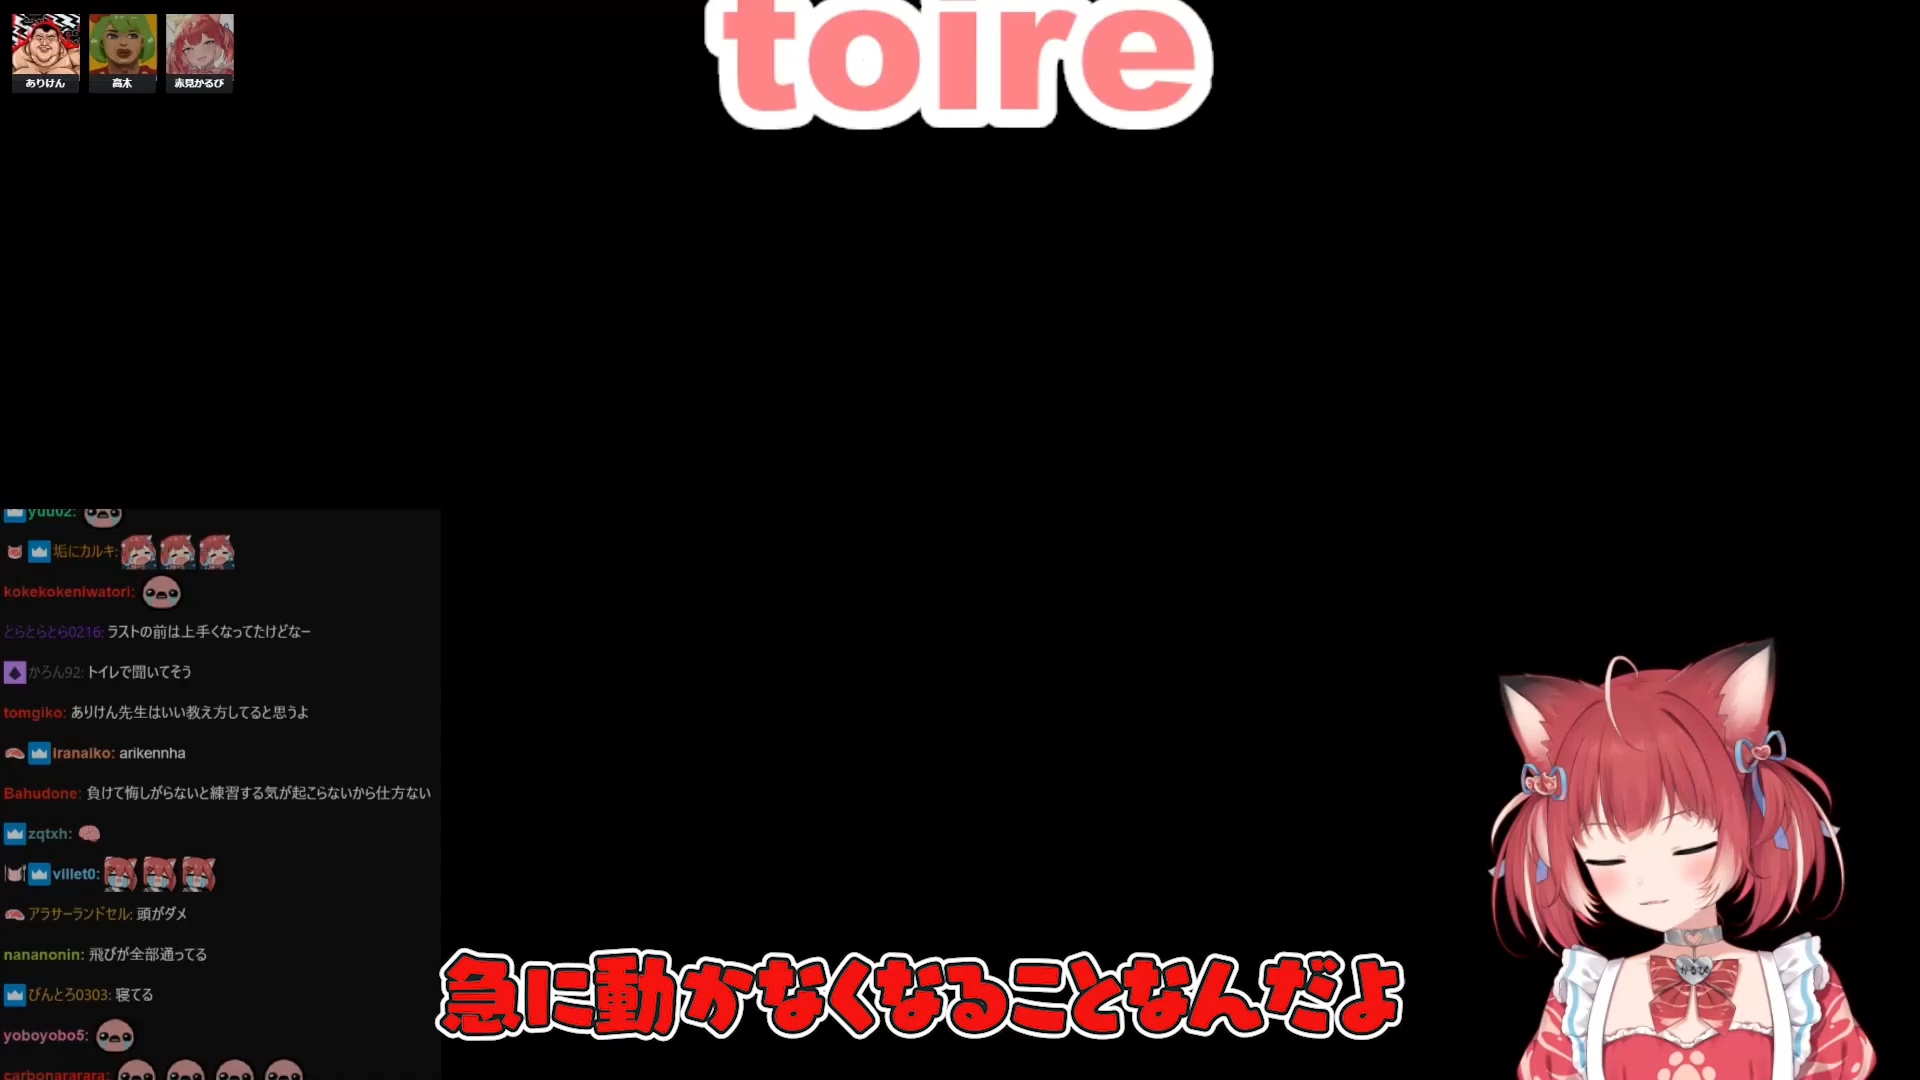 toire
ありけん
高木
赤見かるび
yuu02:
垢にカルキ:
kokekokeniwatori:
とらとらとら0216: ラストの前は上手くなってたけどなー
かろん92: トイレで聞いてそう
tomgiko: ありけん先生はいい教え方してると思うよ
Iranaiko: arikennha
Bahudone: 負けて悔しがらないと練習する気が起こらないから仕方ない
zqtxh:
villet0:
アラサーランドセル: 頭がダメ
nananonin: 飛びが全部通ってる
ぴんとろ0303: 寝てる
yoboyobo5:
carbonararara:
かるび
急に動かなくなることなんだよ